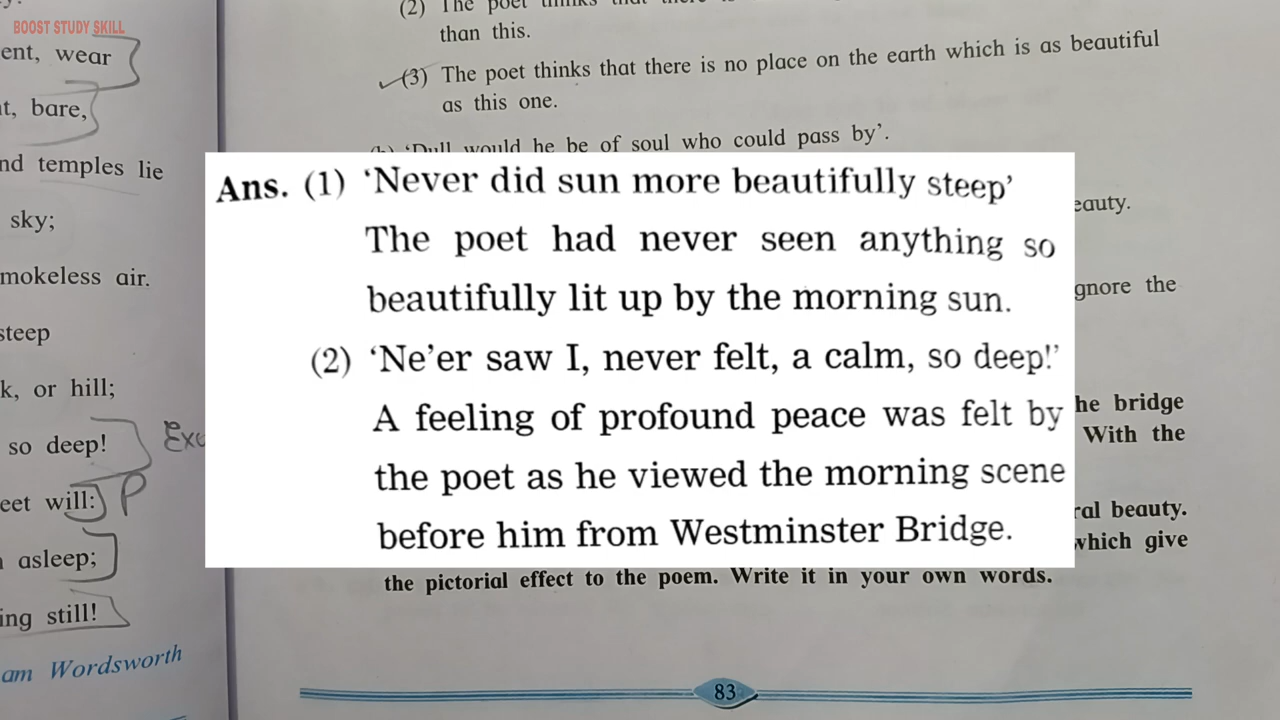 BOOST STUDY SKILL
ent, wear
t, bare,
nd temples lie
sky;
mokeless air.
steep
k, or hill;
so deep!
eet will:
P
asleep;
ing still!
am Wordsworth
(2) The poet thinks that there is
than this.
(3) The poet thinks that there is no place on the earth which is as beautiful
as this one.
‘Dull would he be of soul who could pass by’.
eauty.
gnore the
he bridge
With the
ral beauty.
which give
the pictorial effect to the poem. Write it in your own words.
Ans. (1) ‘Never did sun more beautifully steep’
The poet had never seen anything so
beautifully lit up by the morning sun.
(2) ‘Ne’er saw I, never felt, a calm, so deep!’
A feeling of profound peace was felt by
the poet as he viewed the morning scene
before him from Westminster Bridge.
83